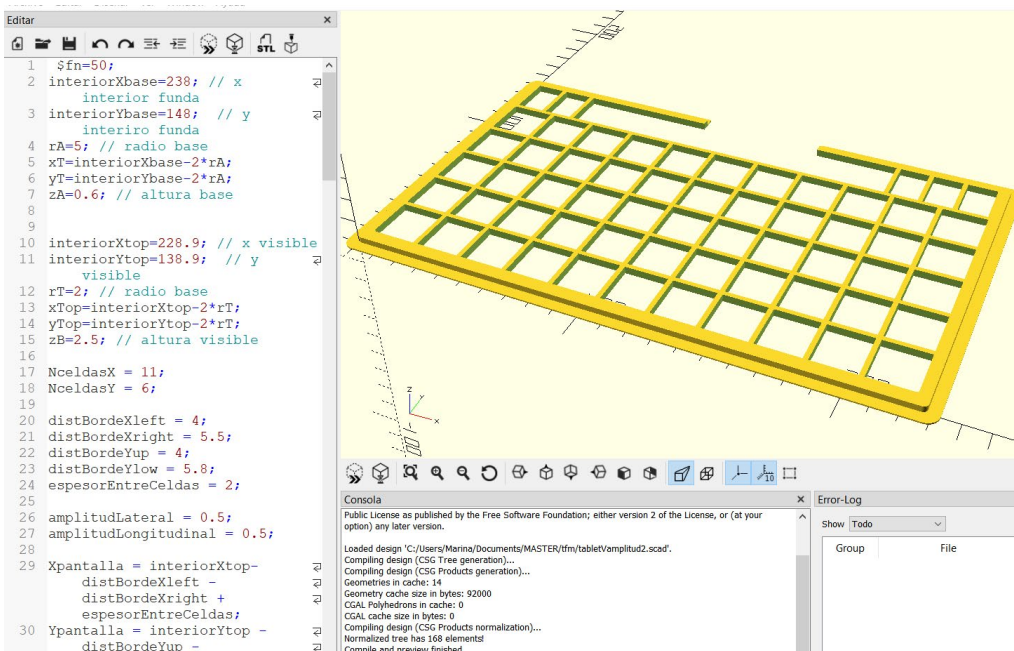 Editar
STL
1 $fn=50;
2 interiorXbase=238; // x
interior funda
3 interiorYbase=148;  // y
interiro funda
4 rA=5; // radio base
5 xT=interiorXbase-2*rA;
6 yT=interiorYbase-2*rA;
7 zA=0.6; // altura base
8
9
10 interiorXtop=228.9; // x visible
11 interiorYtop=138.9;  // y
visible
12 rT=2; // radio base
13 xTop=interiorXtop-2*rT;
14 yTop=interiorYtop-2*rT;
15 zB=2.5; // altura visible
16
17 NceldasX = 11;
18 NceldasY = 6;
19
20 distBordeXleft = 4;
21 distBordeXright = 5.5;
22 distBordeYup = 4;
23 distBordeYlow = 5.8;
24 espesorEntreCeldas = 2;
25
26 amplitudLateral = 0.5;
27 amplitudLongitudinal = 0.5;
28
29 Xpantalla = interiorXtop-
distBordeXleft -
distBordeXright +
espesorEntreCeldas;
30 Ypantalla = interiorYtop -
distBordeYup -
z
y
x
10
Consola
Public License as published by the Free Software Foundation; either version 2 of the License, or (at your
option) any later version.
Loaded design 'C:/Users/Marina/Documents/MASTER/tfm/tabletVamplitud2.scad'.
Compiling design (CSG Tree generation)...
Compiling design (CSG Products generation)...
Geometries in cache: 14
Geometry cache size in bytes: 92000
CGAL Polyhedrons in cache: 0
CGAL cache size in bytes: 0
Compiling design (CSG Products normalization)...
Normalized tree has 168 elements!
Compile and preview finished.
Error-Log
Show Todo
Group File